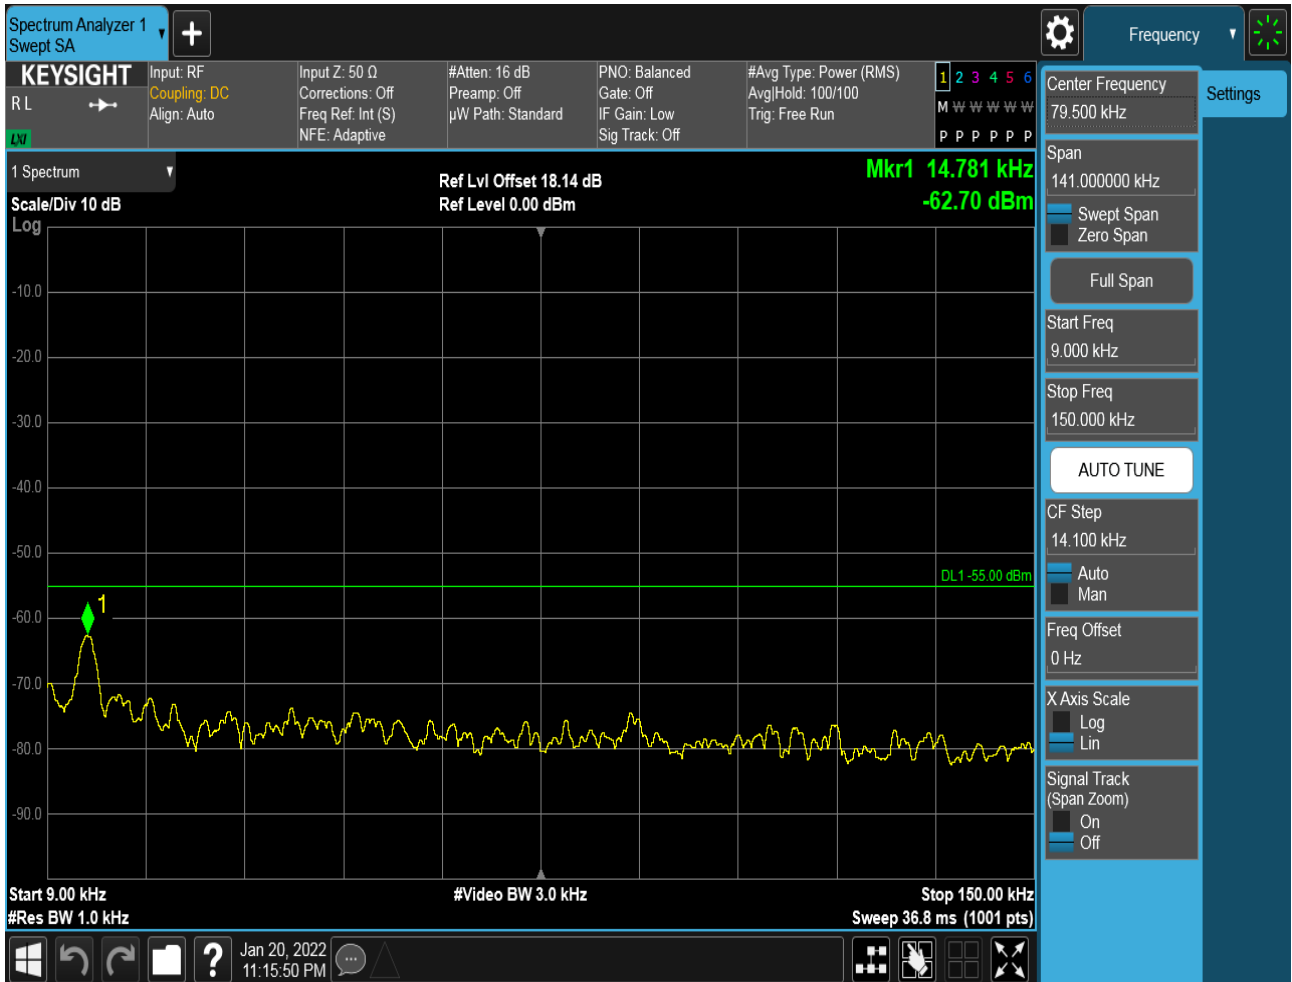 Spectrum Analyzer 1
Swept SA
Frequency
KEYSIGHT
R L
LXI
Input: RF
Coupling: DC
Align: Auto
Input Z: 50 Ω
Corrections: Off
Freq Ref: Int (S)
NFE: Adaptive
#Atten: 16 dB
Preamp: Off
µW Path: Standard
PNO: Balanced
Gate: Off
IF Gain: Low
Sig Track: Off
#Avg Type: Power (RMS)
Avg|Hold: 100/100
Trig: Free Run
1 2 3 4 5 6
M W W W W W
P P P P P P
1 Spectrum
Scale/Div 10 dB
Log
Ref Lvl Offset 18.14 dB
Ref Level 0.00 dBm
Mkr1 14.781 kHz
-62.70 dBm
-10.0
-20.0
-30.0
-40.0
-50.0
DL1 -55.00 dBm
-60.0
1
-70.0
-80.0
-90.0
Start 9.00 kHz
#Video BW 3.0 kHz
Stop 150.00 kHz
#Res BW 1.0 kHz
Sweep 36.8 ms (1001 pts)
?
Jan 20, 2022
11:15:50 PM
Center Frequency
79.500 kHz
Settings
Span
141.000000 kHz
Swept Span
Zero Span
Full Span
Start Freq
9.000 kHz
Stop Freq
150.000 kHz
AUTO TUNE
CF Step
14.100 kHz
Auto
Man
Freq Offset
0 Hz
X Axis Scale
Log
Lin
Signal Track
(Span Zoom)
On
Off